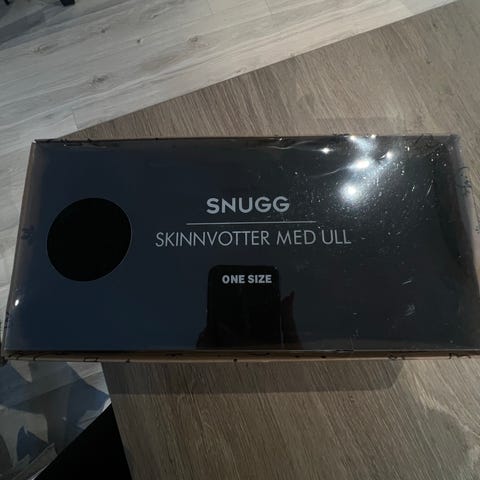 SNUGG
SKINNVOTTER MED ULL
ONE SIZE